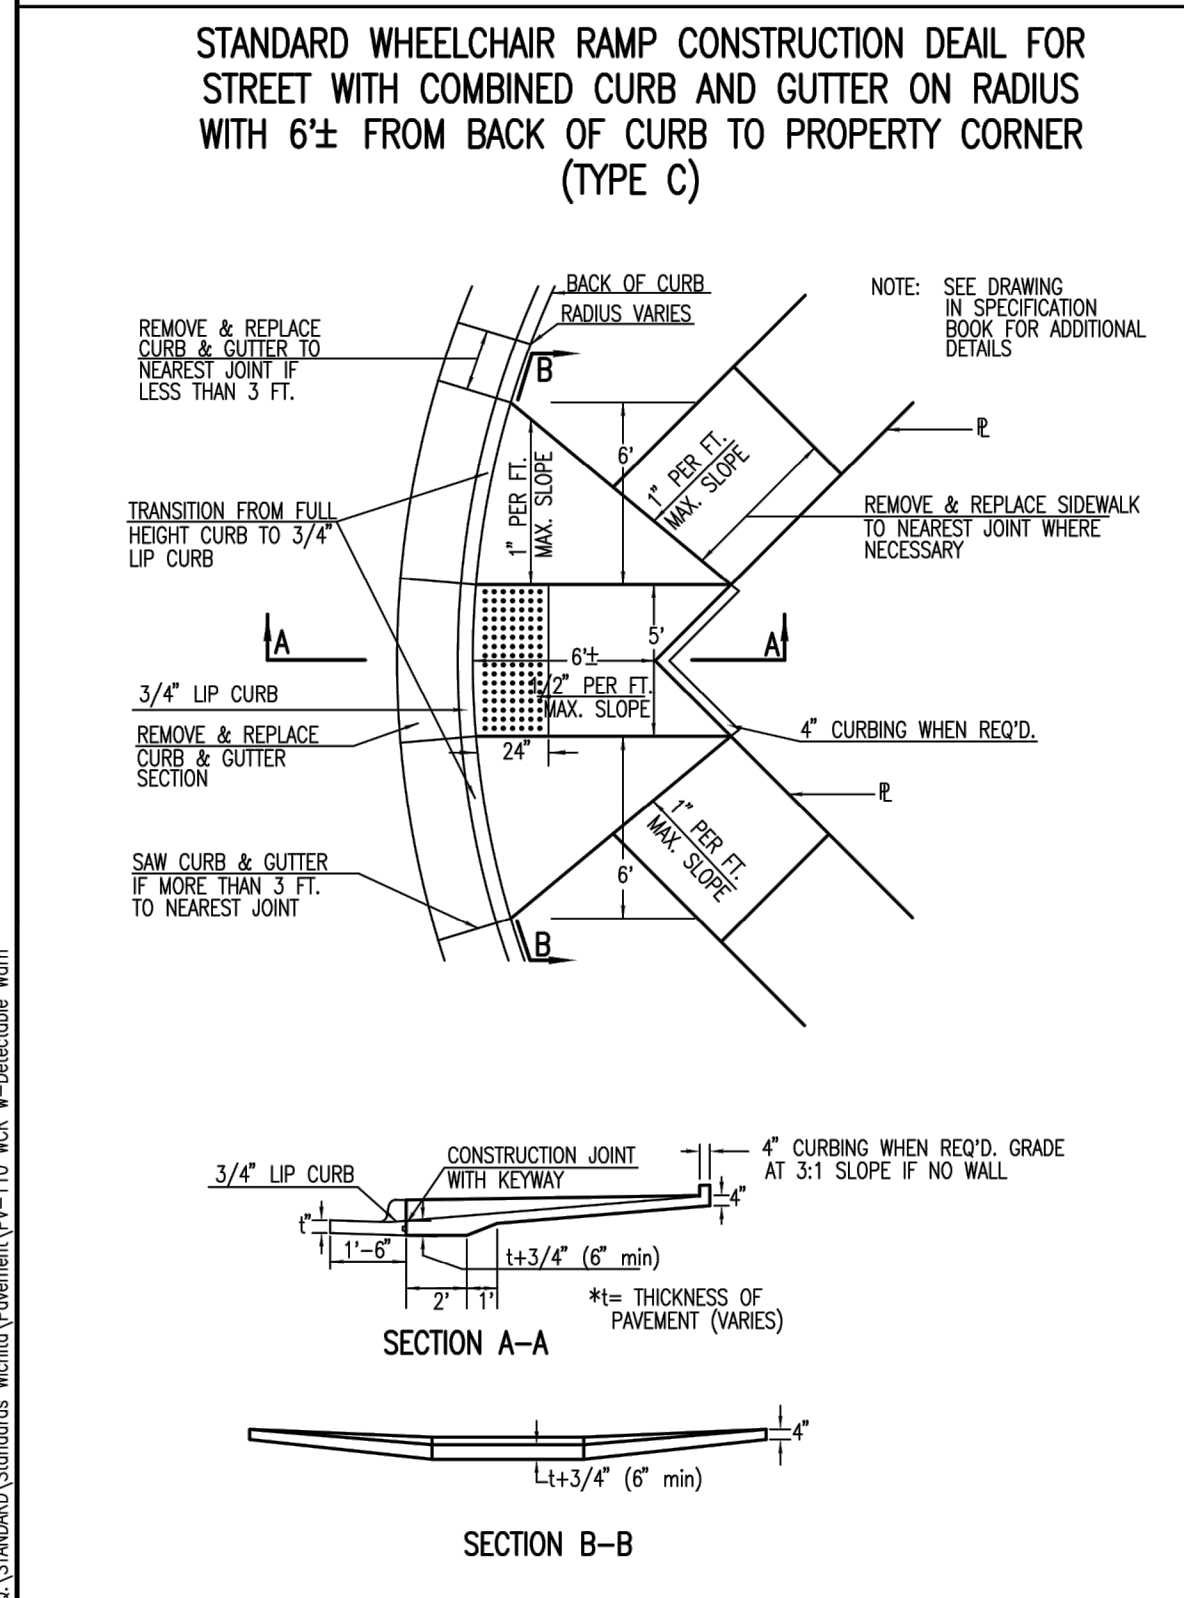 STANDARD WHEELCHAIR RAMP CONSTRUCTION DEAIL FOR
STREET WITH COMBINED CURB AND GUTTER ON RADIUS
WITH 6'± FROM BACK OF CURB TO PROPERTY CORNER
(TYPE C)
BACK OF CURB
RADIUS VARIES
NOTE: SEE DRAWING
IN SPECIFICATION
BOOK FOR ADDITIONAL
DETAILS
REMOVE & REPLACE
CURB & GUTTER TO
NEAREST JOINT IF
LESS THAN 3 FT.
B
6'
1" PER FT.
MAX. SLOPE
1" PER FT.
MAX. SLOPE
PL
TRANSITION FROM FULL
HEIGHT CURB TO 3/4"
LIP CURB
REMOVE & REPLACE SIDEWALK
TO NEAREST JOINT WHERE
NECESSARY
A
A
5'
6'±
1/2" PER FT.
MAX. SLOPE
3/4" LIP CURB
REMOVE & REPLACE
CURB & GUTTER
SECTION
24"
4" CURBING WHEN REQ'D.
PL
1" PER FT.
MAX. SLOPE
6'
SAW CURB & GUTTER
IF MORE THAN 3 FT.
TO NEAREST JOINT
B
3/4" LIP CURB
CONSTRUCTION JOINT
WITH KEYWAY
4" CURBING WHEN REQ'D. GRADE
AT 3:1 SLOPE IF NO WALL
4"
t"
1'-6"
t+3/4" (6" min)
2'
1'
*t= THICKNESS OF
PAVEMENT (VARIES)
SECTION A-A
4"
t+3/4" (6" min)
SECTION B-B